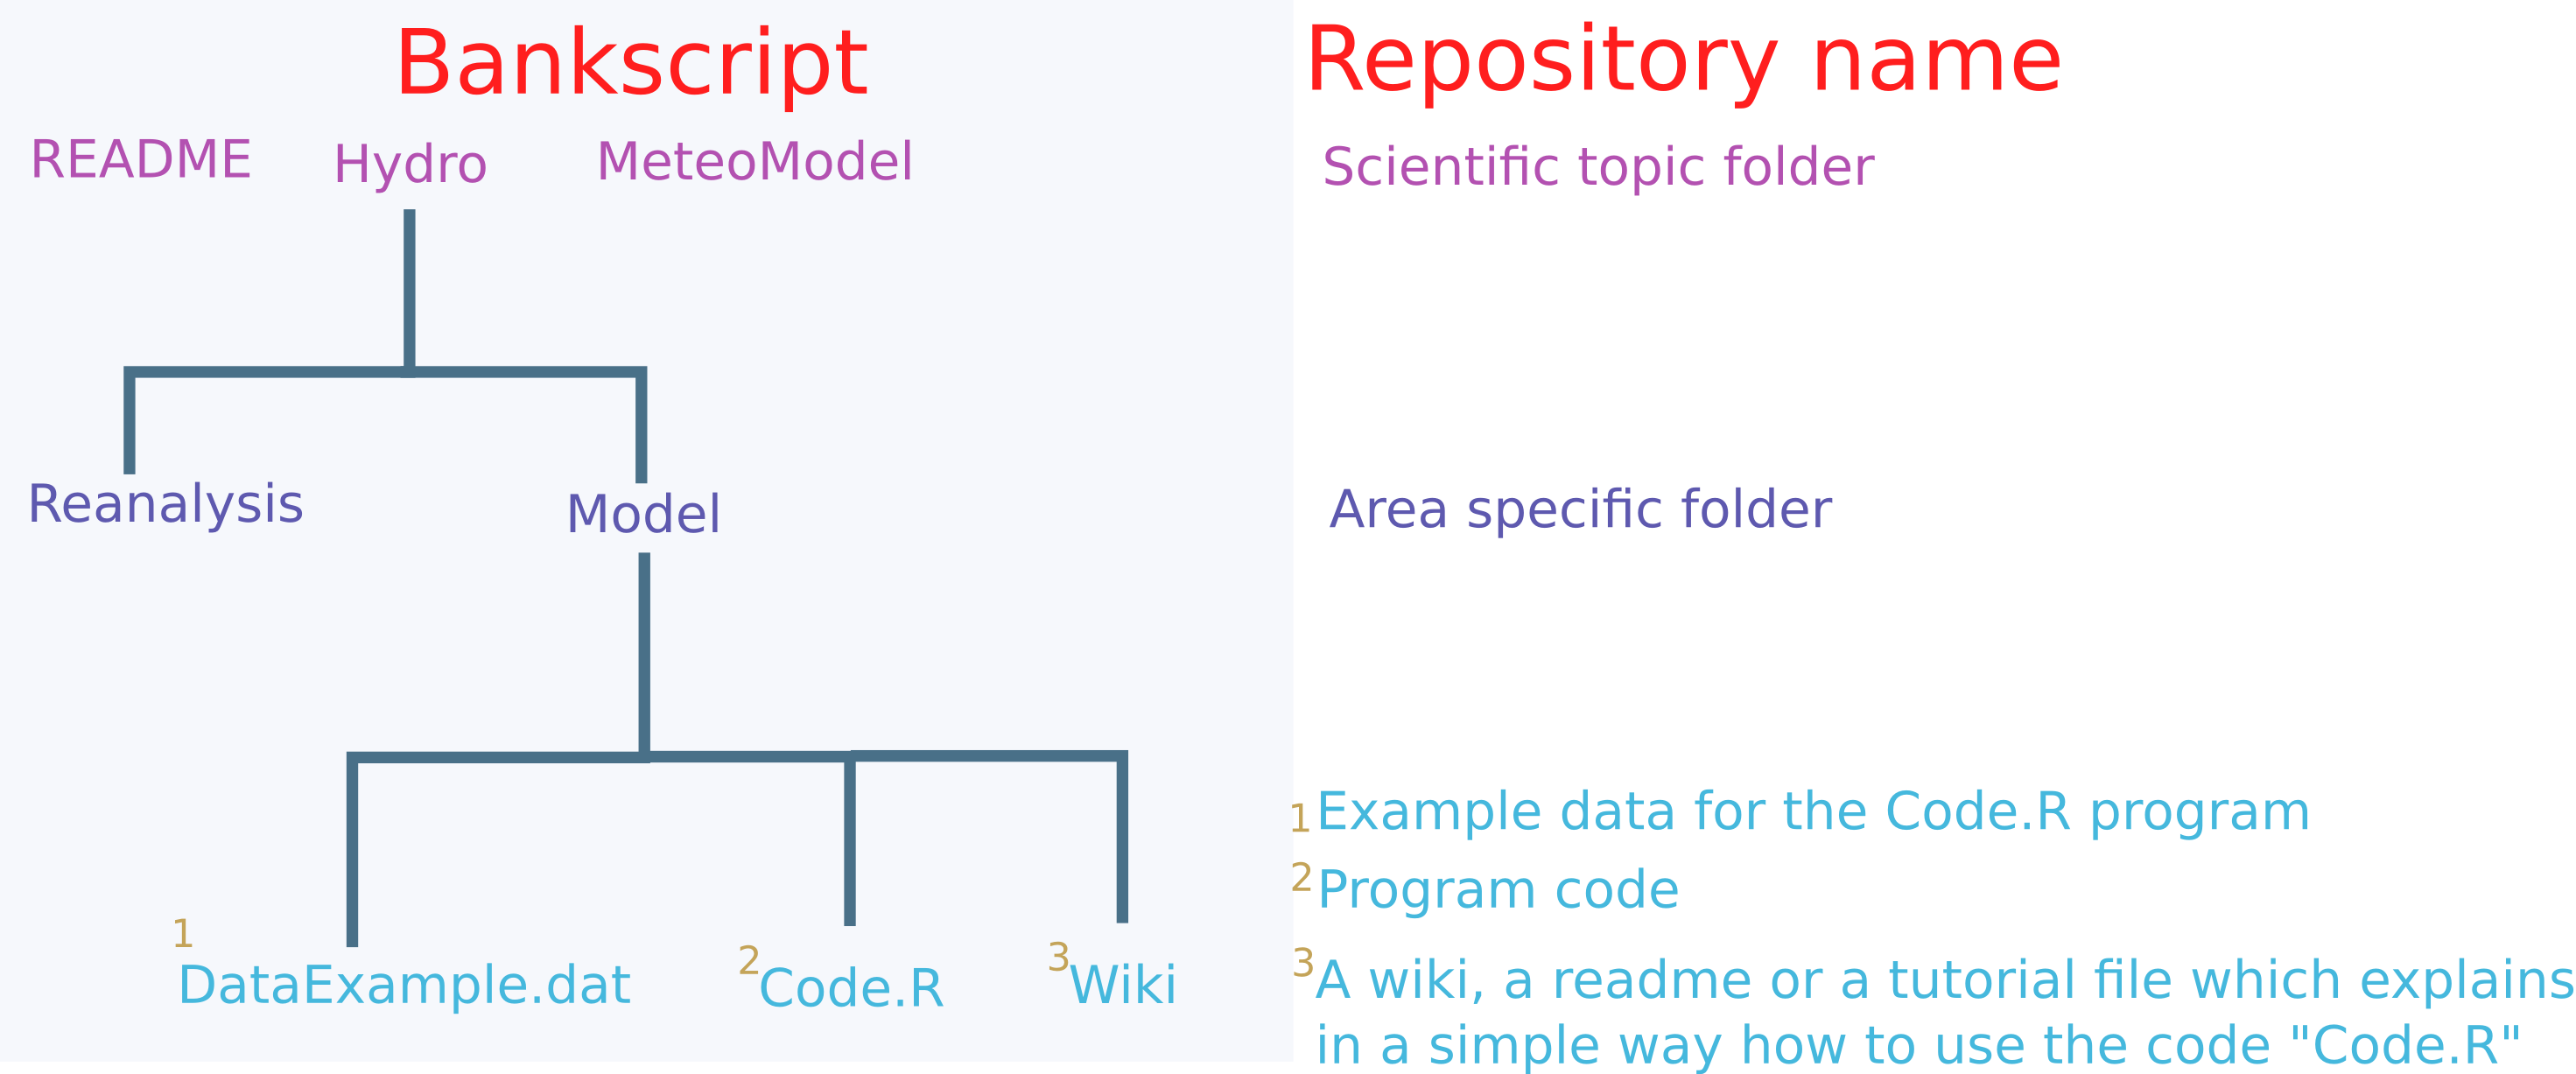 Bankscript
Repository name
README
Hydro
MeteoModel
Scientific topic folder
Reanalysis
Model
Area specific folder
1
DataExample.dat
2
Code.R
3
Wiki
1
Example data for the Code.R program
2
Program code
3
A wiki, a readme or a tutorial file which explains
in a simple way how to use the code "Code.R"